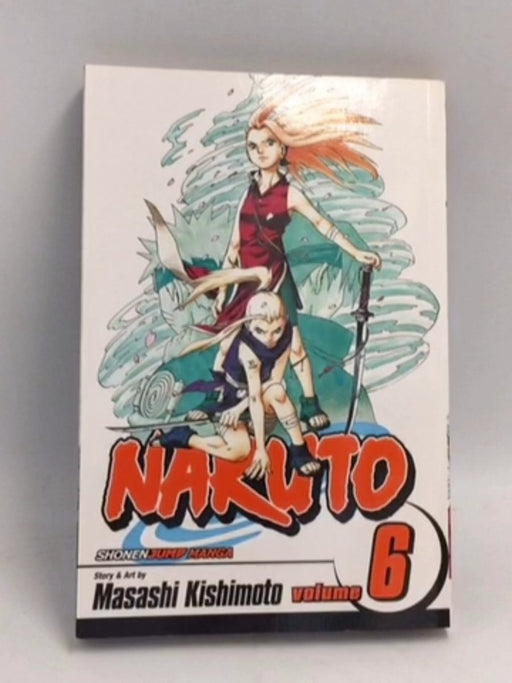 NARUTO
SHONEN JUMP MANGA
Story & Art by
Masashi Kishimoto volume 6